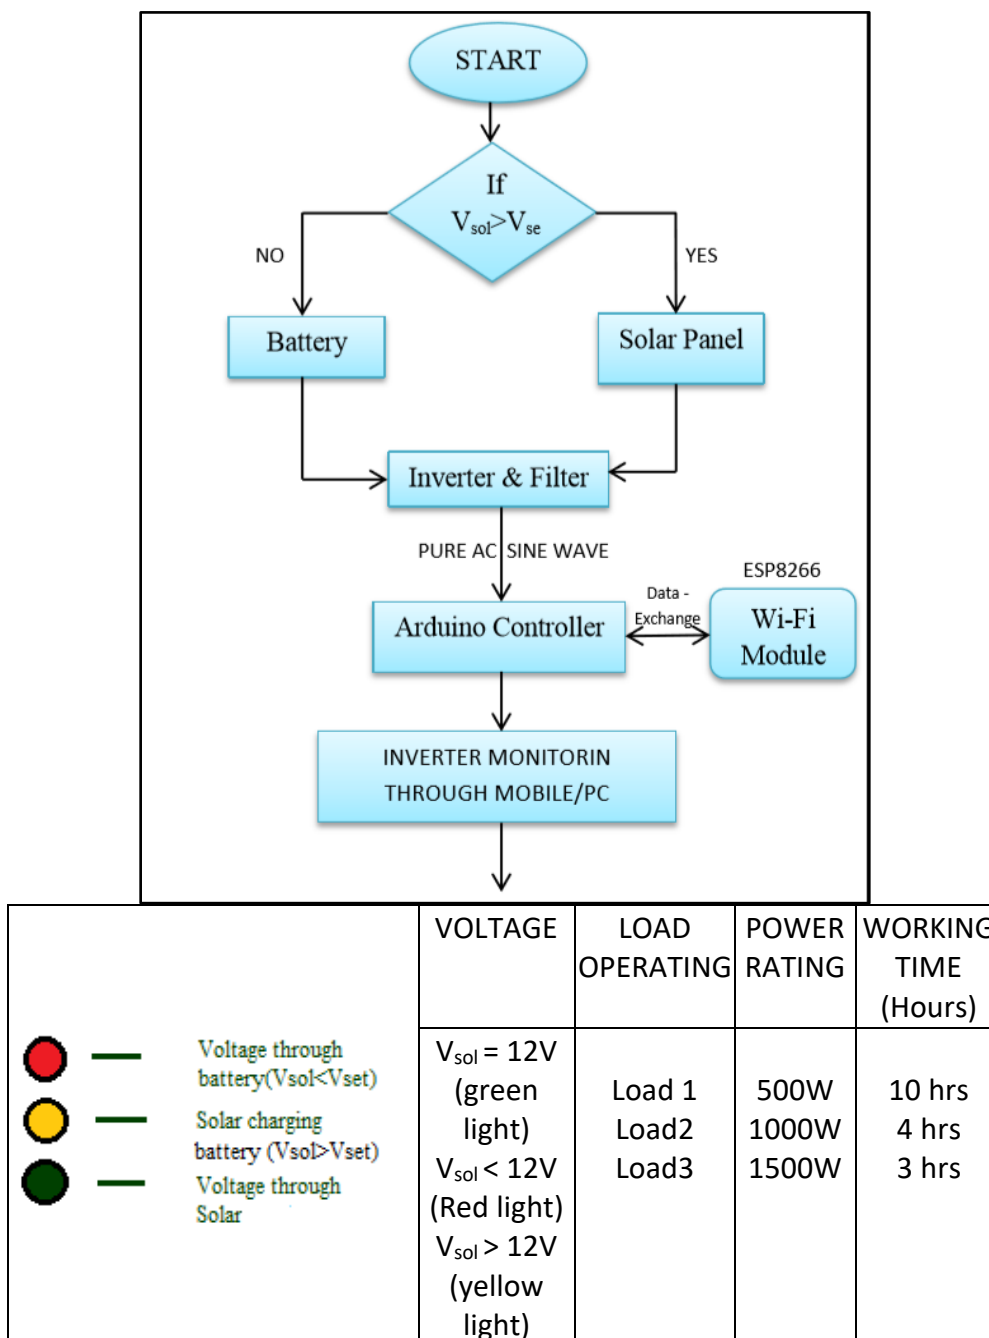 START
If
Vsol>Vse
NO
YES
Battery
Solar Panel
Inverter & Filter
PURE AC SINE WAVE
ESP8266
Data -
Exchange
Wi-Fi
Module
Arduino Controller
INVERTER MONITORIN
THROUGH MOBILE/PC
Voltage through
battery(Vsol<Vset)
Solar charging
battery (Vsol>Vset)
Voltage through
Solar
VOLTAGE
LOAD
OPERATING
POWER
RATING
WORKING
TIME
(Hours)
Vsol = 12V
(green
light)
Vsol < 12V
(Red light)
Vsol > 12V
(yellow
light)
Load 1
Load2
Load3
500W
1000W
1500W
10 hrs
4 hrs
3 hrs